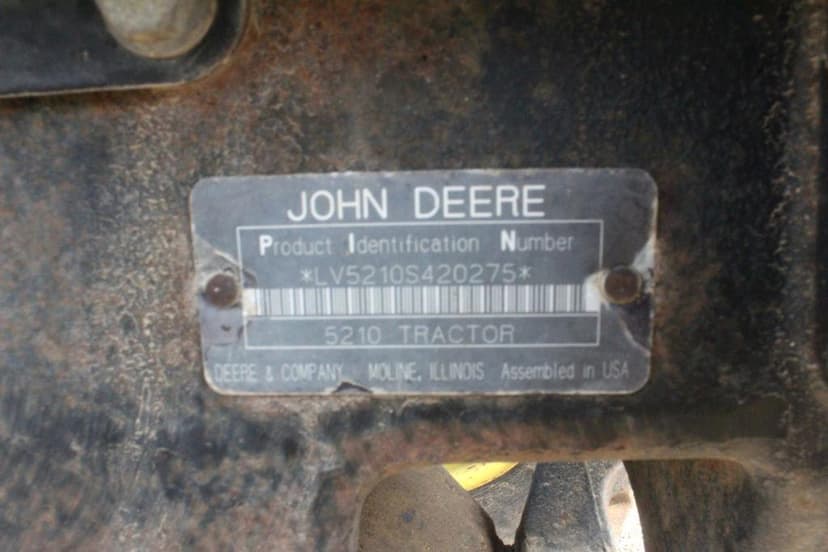 JOHN DEERE
Product Identification Number
*LV5210S420275*
5210 TRACTOR
DEERE & COMPANY MOLINE, ILLINOIS Assembled in USA